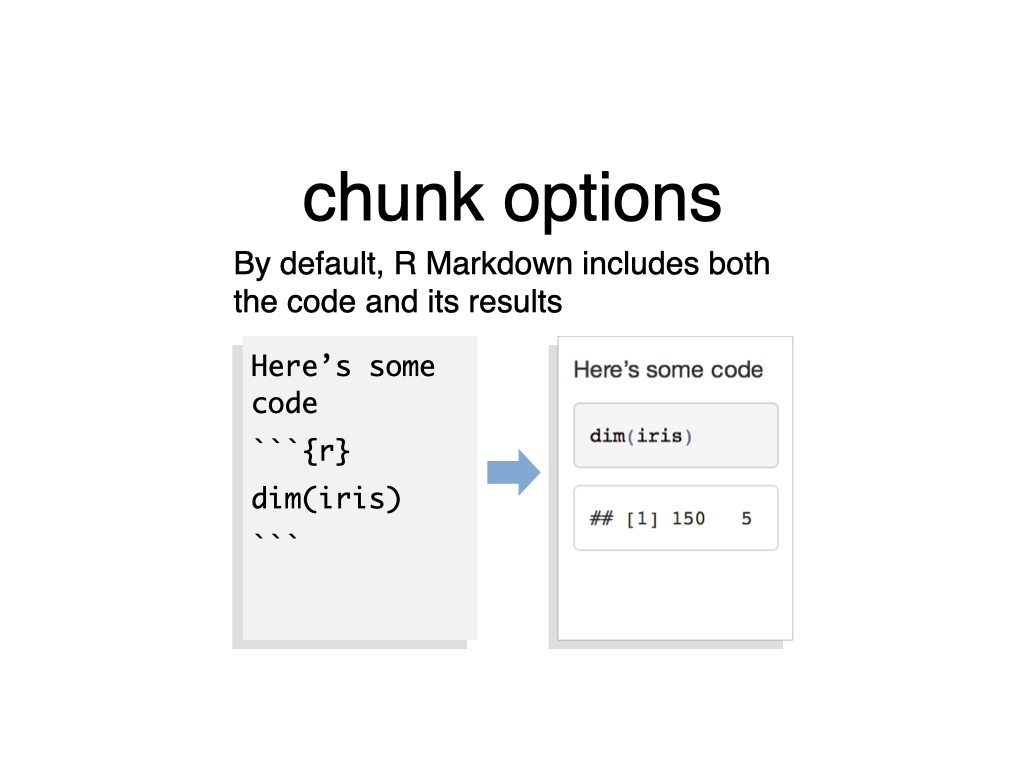 chunk options
By default, R Markdown includes both
the code and its results
Here’s some
code
```{r}
dim(iris)
```
Here’s some code
dim(iris)
## [1] 150   5